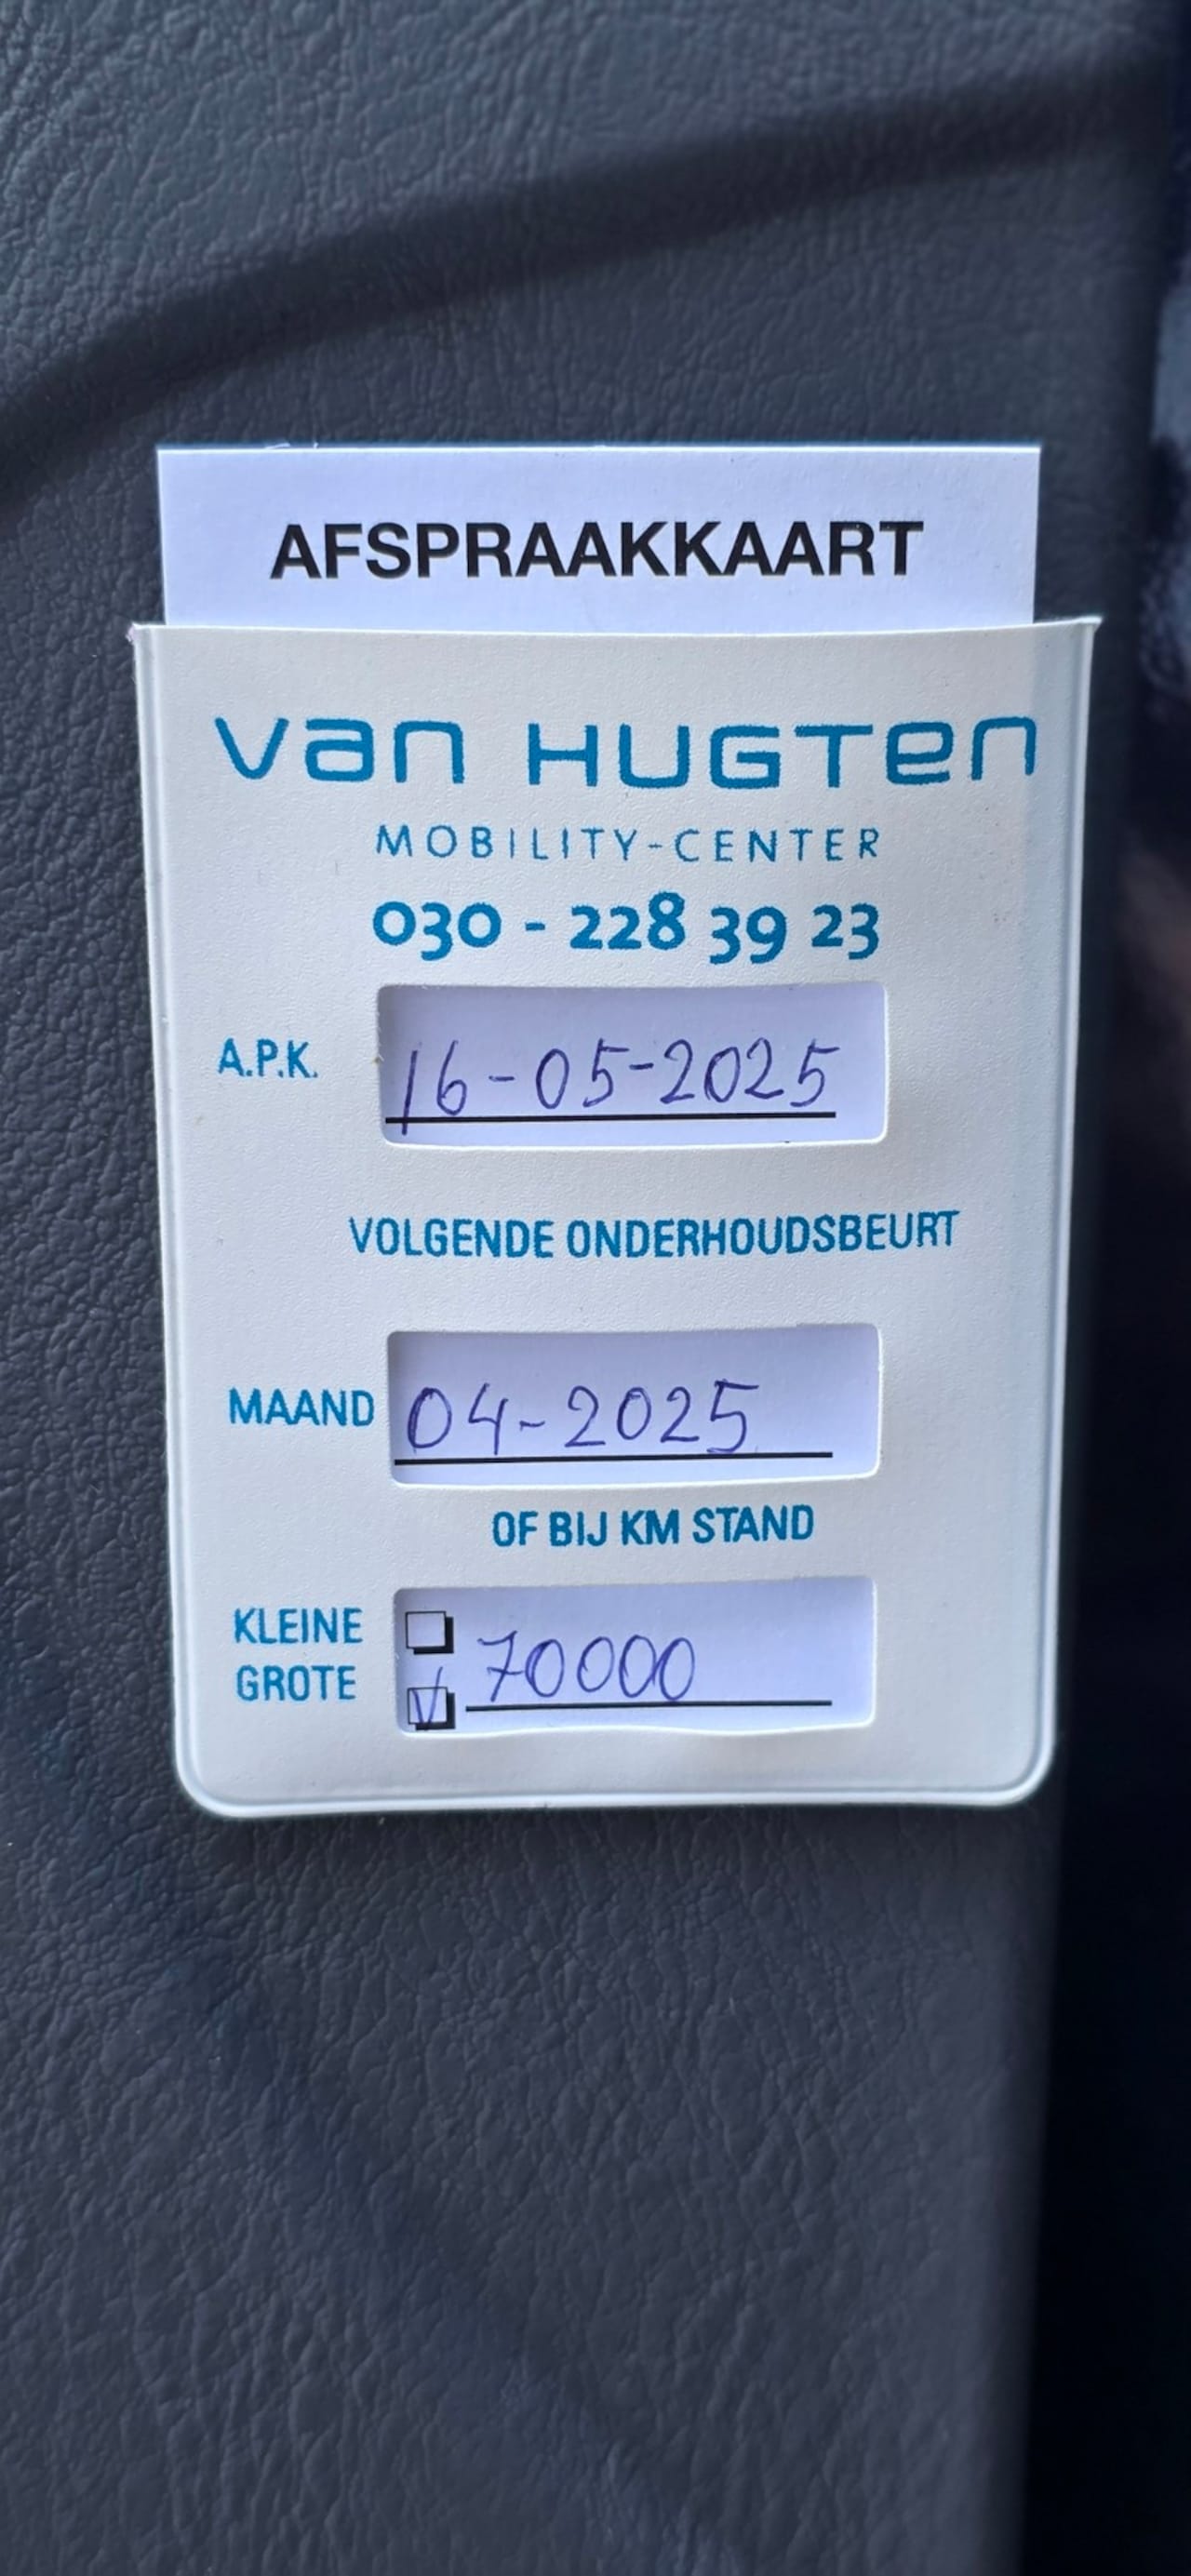 AFSPRAAKKAART
van HUGTen
MOBILITY-CENTER
030 - 228 39 23
A.P.K. 16-05-2025
VOLGENDE ONDERHOUDSBEURT
MAAND 04-2025
OF BIJ KM STAND
KLEINE
GROTE 70000